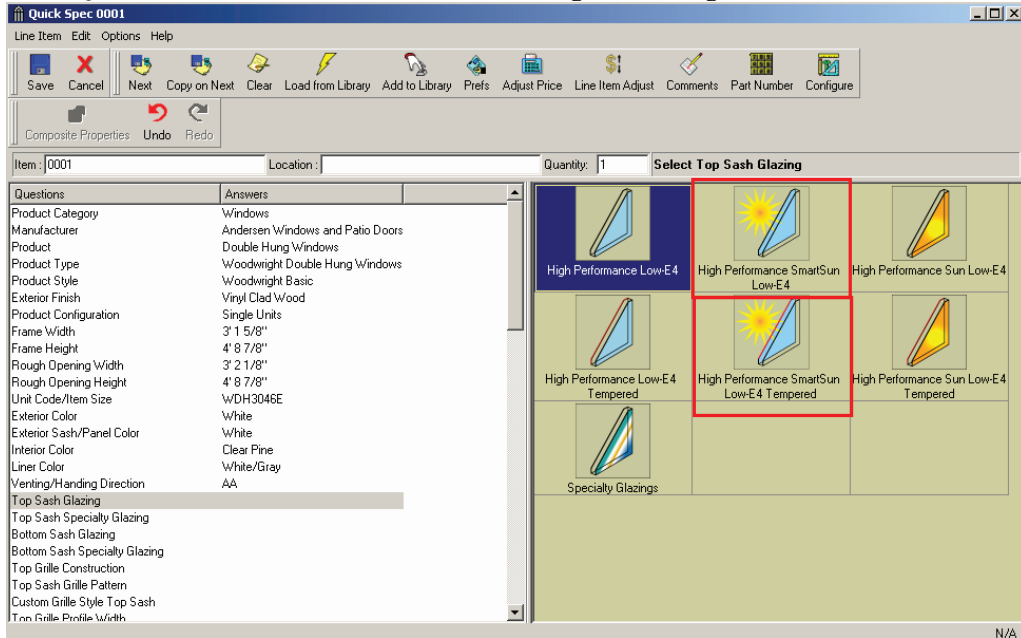 Quick Spec 0001
Line Item Edit Options Help
Save Cancel Next Copy on Next Clear Load from Library Add to Library Prefs Adjust Price Line Item Adjust Comments Part Number Configure
Composite Properties Undo Redo
Item : 0001 Location : Quantity: 1 Select Top Sash Glazing
Questions Answers
Product Category Windows
Manufacturer Andersen Windows and Patio Doors
Product Double Hung Windows
Product Type Woodwright Double Hung Windows
Product Style Woodwright Basic
Exterior Finish Vinyl Clad Wood
Product Configuration Single Units
Frame Width 3' 1 5/8''
Frame Height 4' 8 7/8''
Rough Opening Width 3' 2 1/8''
Rough Opening Height 4' 8 7/8''
Unit Code/Item Size WDH3046E
Exterior Color White
Exterior Sash/Panel Color White
Interior Color Clear Pine
Liner Color White/Gray
Venting/Handing Direction AA
Top Sash Glazing
Top Sash Specialty Glazing
Bottom Sash Glazing
Bottom Sash Specialty Glazing
Top Grille Construction
Top Sash Grille Pattern
Custom Grille Style Top Sash
Top Grille Profile Width
High Performance Low-E4
High Performance SmartSun
Low-E4
High Performance Sun Low-E4
High Performance Low-E4
Tempered
High Performance SmartSun
Low-E4 Tempered
High Performance Sun Low-E4
Tempered
Specialty Glazings
N/A